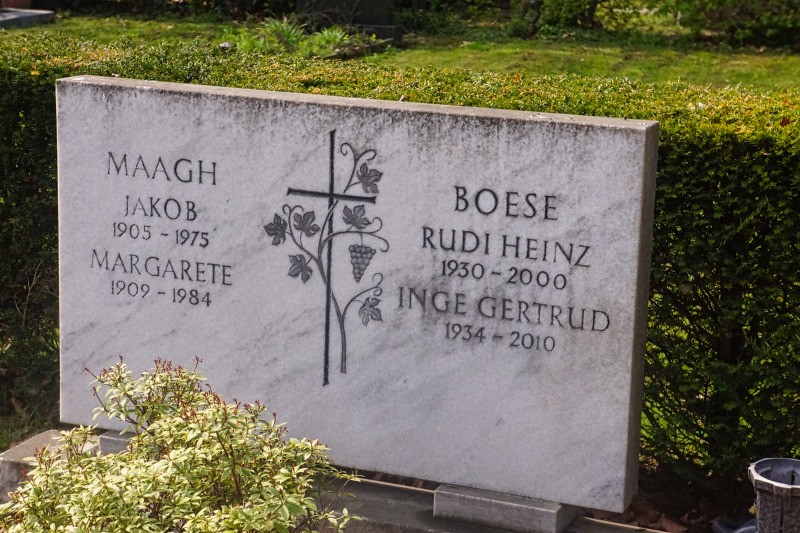 MAAGH
JAKOB
1905 - 1975
MARGARETE
1909 - 1984
BOESE
RUDI HEINZ
1930 - 2000
INGE GERTRUD
1934 - 2010